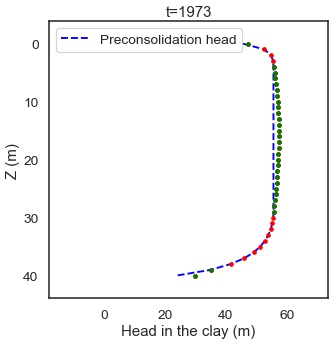 t=1973
Preconsolidation head
0
10
20
30
40
Z (m)
0 20 40 60
Head in the clay (m)